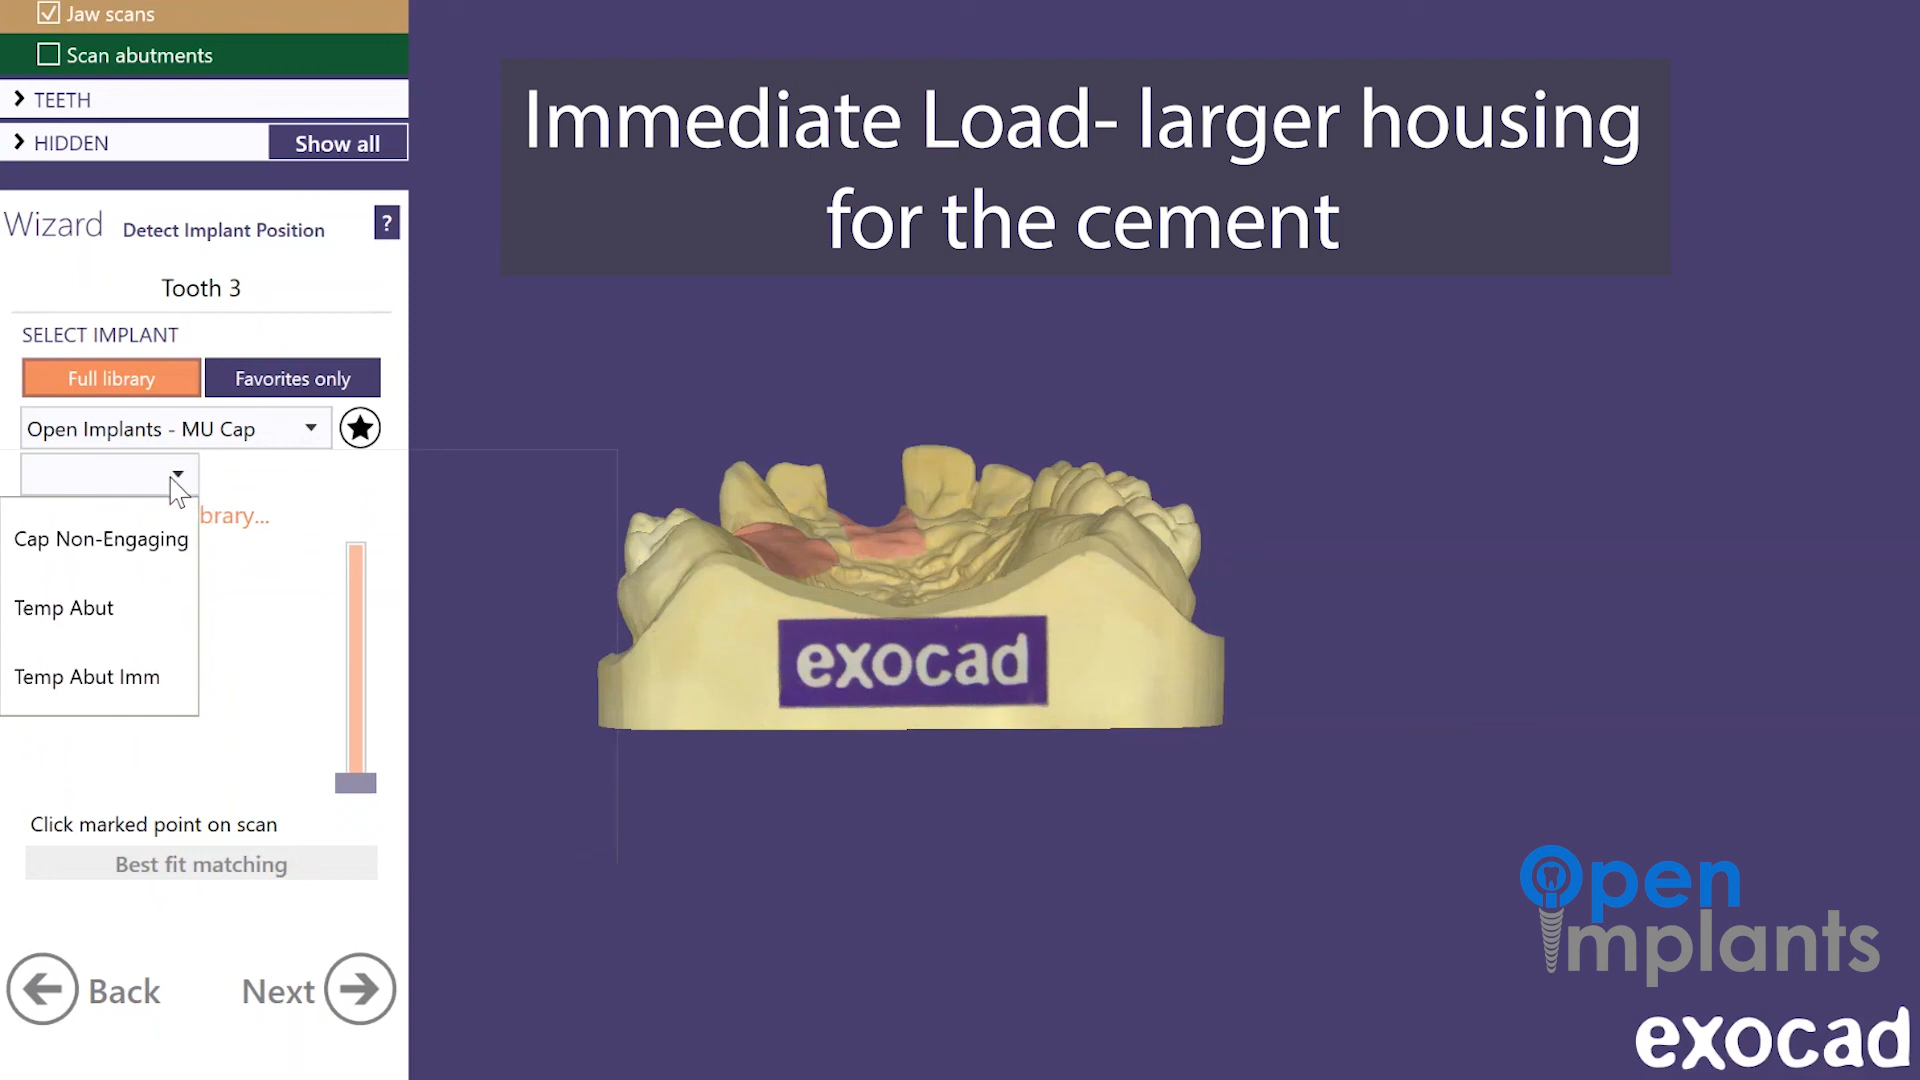 Jaw scans
Scan abutments
TEETH
HIDDEN
Show all
Wizard Detect Implant Position ?
Tooth 3
SELECT IMPLANT
Full library
Favorites only
Open Implants - MU Cap
brary...
Cap Non-Engaging
Temp Abut
Temp Abut Imm
Click marked point on scan
Best fit matching
Back
Next
Immediate Load- larger housing
for the cement
exocad
Open
Implants
exocad